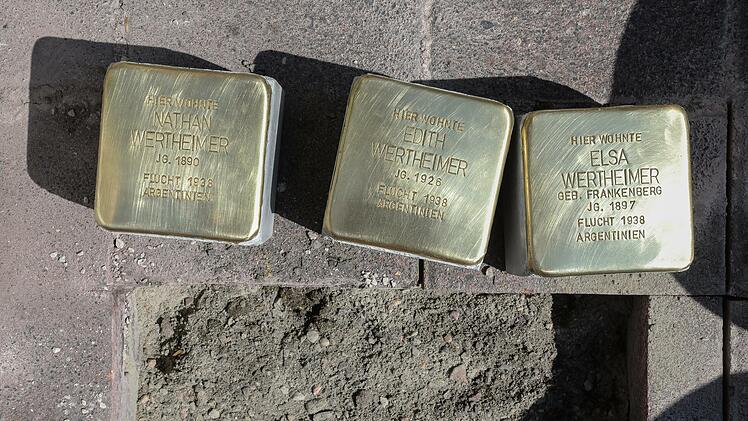 HIER WOHNTE
NATHAN
WERTHEIMER
JG. 1890
FLUCHT 1938
ARGENTINIEN
HIER WOHNTE
EDITH
WERTHEIMER
JG. 1926
FLUCHT 1938
ARGENTINIEN
HIER WOHNTE
ELSA
WERTHEIMER
GEB. FRANKENBERG
JG. 1897
FLUCHT 1938
ARGENTINIEN